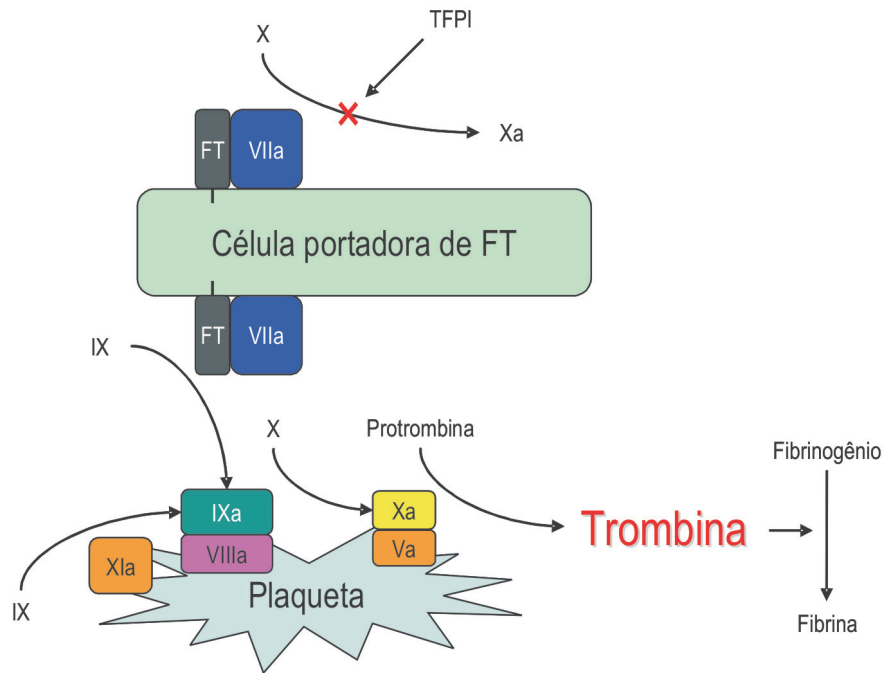 TFPI
X
Xa
FT
VIIa
Célula portadora de FT
FT
VIIa
IX
X
Protrombina
Fibrinogênio
IXa
Xa
Trombina
VIIIa
Va
XIa
Plaqueta
IX
Fibrina